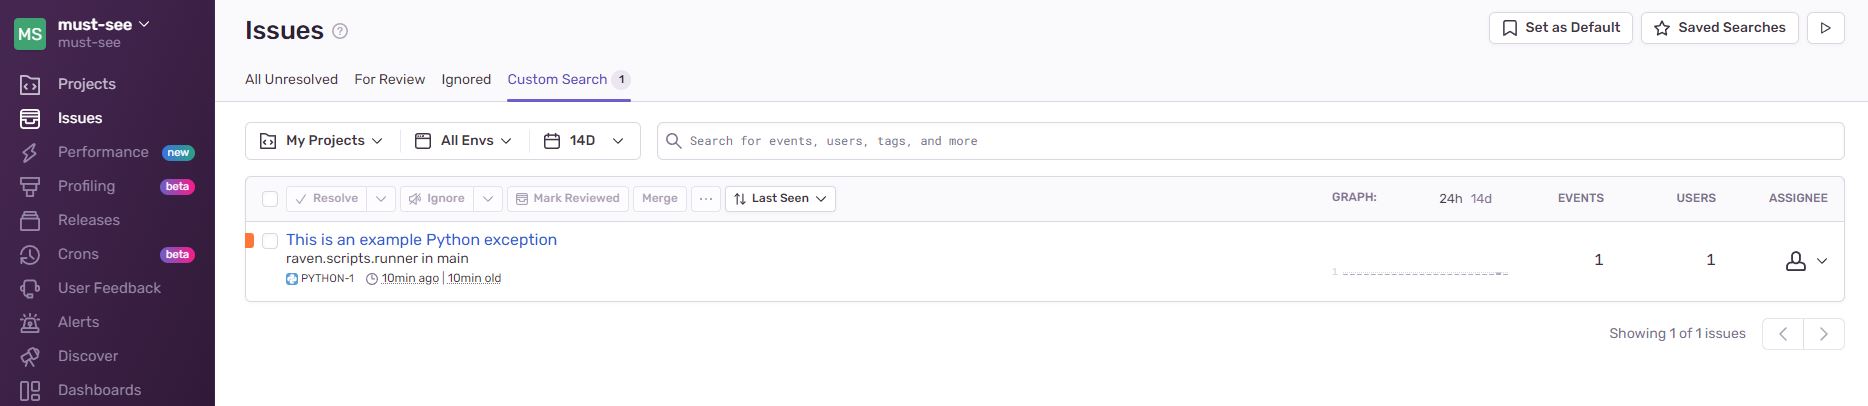 MS
must-see
must-see
Projects
Issues
Performance new
Profiling beta
Releases
Crons beta
User Feedback
Alerts
Discover
Dashboards
Issues ?
Set as Default
Saved Searches
All Unresolved For Review Ignored Custom Search 1
My Projects All Envs 14D
Search for events, users, tags, and more
Resolve Ignore Mark Reviewed Merge ... Last Seen GRAPH: 24h 14d EVENTS USERS ASSIGNEE
This is an example Python exception
raven.scripts.runner in main
PYTHON-1 10min ago | 10min old
1
1 1
Showing 1 of 1 issues